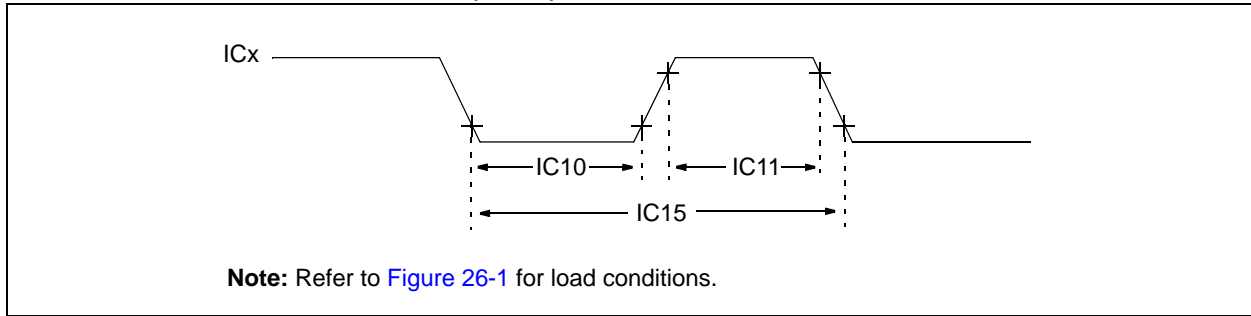 ICx
IC10
IC11
IC15
Note: Refer to Figure 26-1 for load conditions.